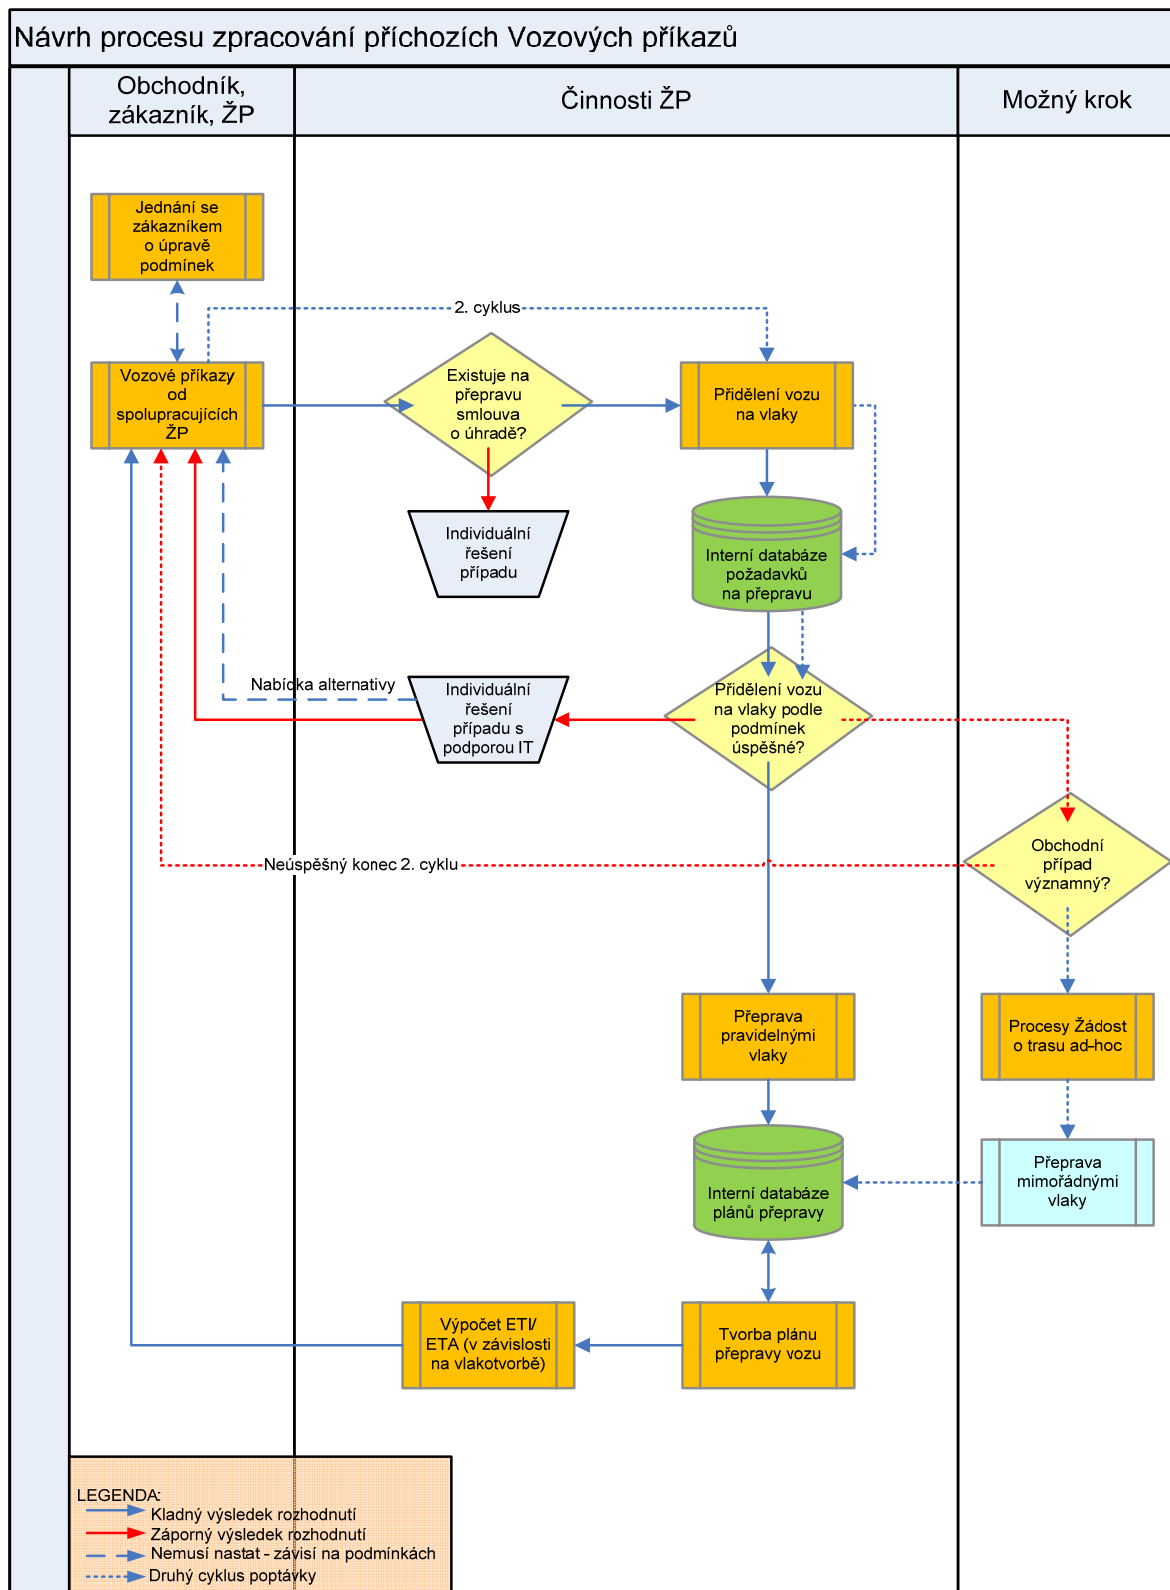 Návrh procesu zpracování příchozích Vozových příkazů
Obchodník,
zákazník, ŽP
Činnosti ŽP
Možný krok
Jednání se
zákazníkem
o úpravě
podmínek
2. cyklus
Vozové příkazy
od
spolupracujících
ŽP
Existuje na
přepravu
smlouva
o úhradě?
Přidělení vozu
na vlaky
Individuální
řešení
případu
Interní databáze
požadavků
na přepravu
Nabídka alternativy
Individuální
řešení
případu s
podporou IT
Přidělení vozu
na vlaky podle
podmínek
úspěšné?
Neúspěšný konec 2. cyklu
Obchodní
případ
významný?
Přeprava
pravidelnými
vlaky
Procesy Žádost
o trasu ad-hoc
Interní databáze
plánů přepravy
Přeprava
mimořádnými
vlaky
Výpočet ETI/
ETA (v závislosti
na vlakotvorbě)
Tvorba plánu
přepravy vozu
LEGENDA:
Kladný výsledek rozhodnutí
Záporný výsledek rozhodnutí
Nemusí nastat - závisí na podmínkách
Druhý cyklus poptávky